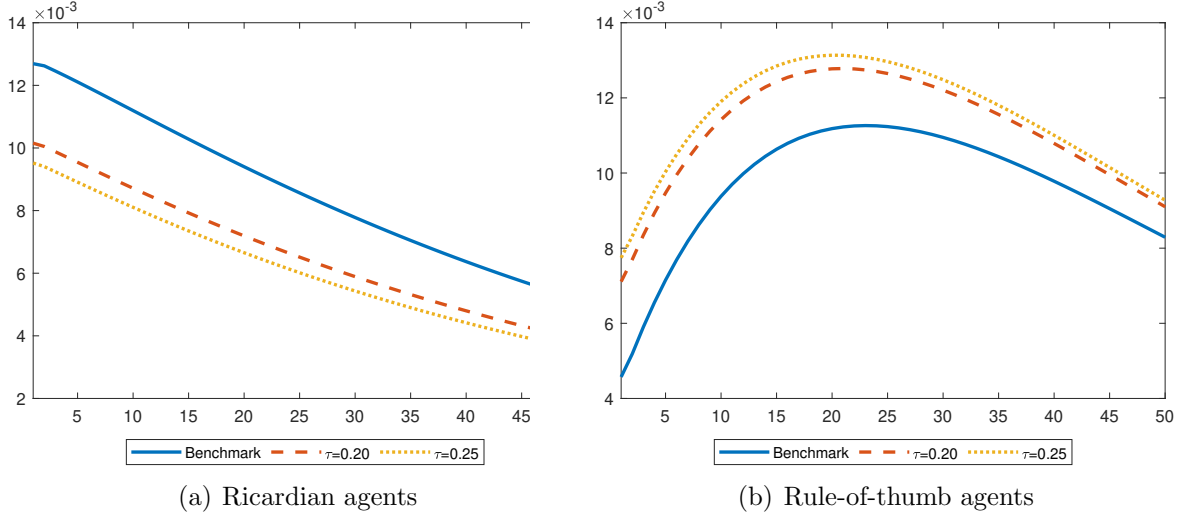 ×10⁻³
14
12
10
8
6
4
2
5 10 15 20 25 30 35 40 45
Benchmark τ=0.20 τ=0.25
(a) Ricardian agents
×10⁻³
14
12
10
8
6
4
5 10 15 20 25 30 35 40 45 50
Benchmark τ=0.20 τ=0.25
(b) Rule-of-thumb agents